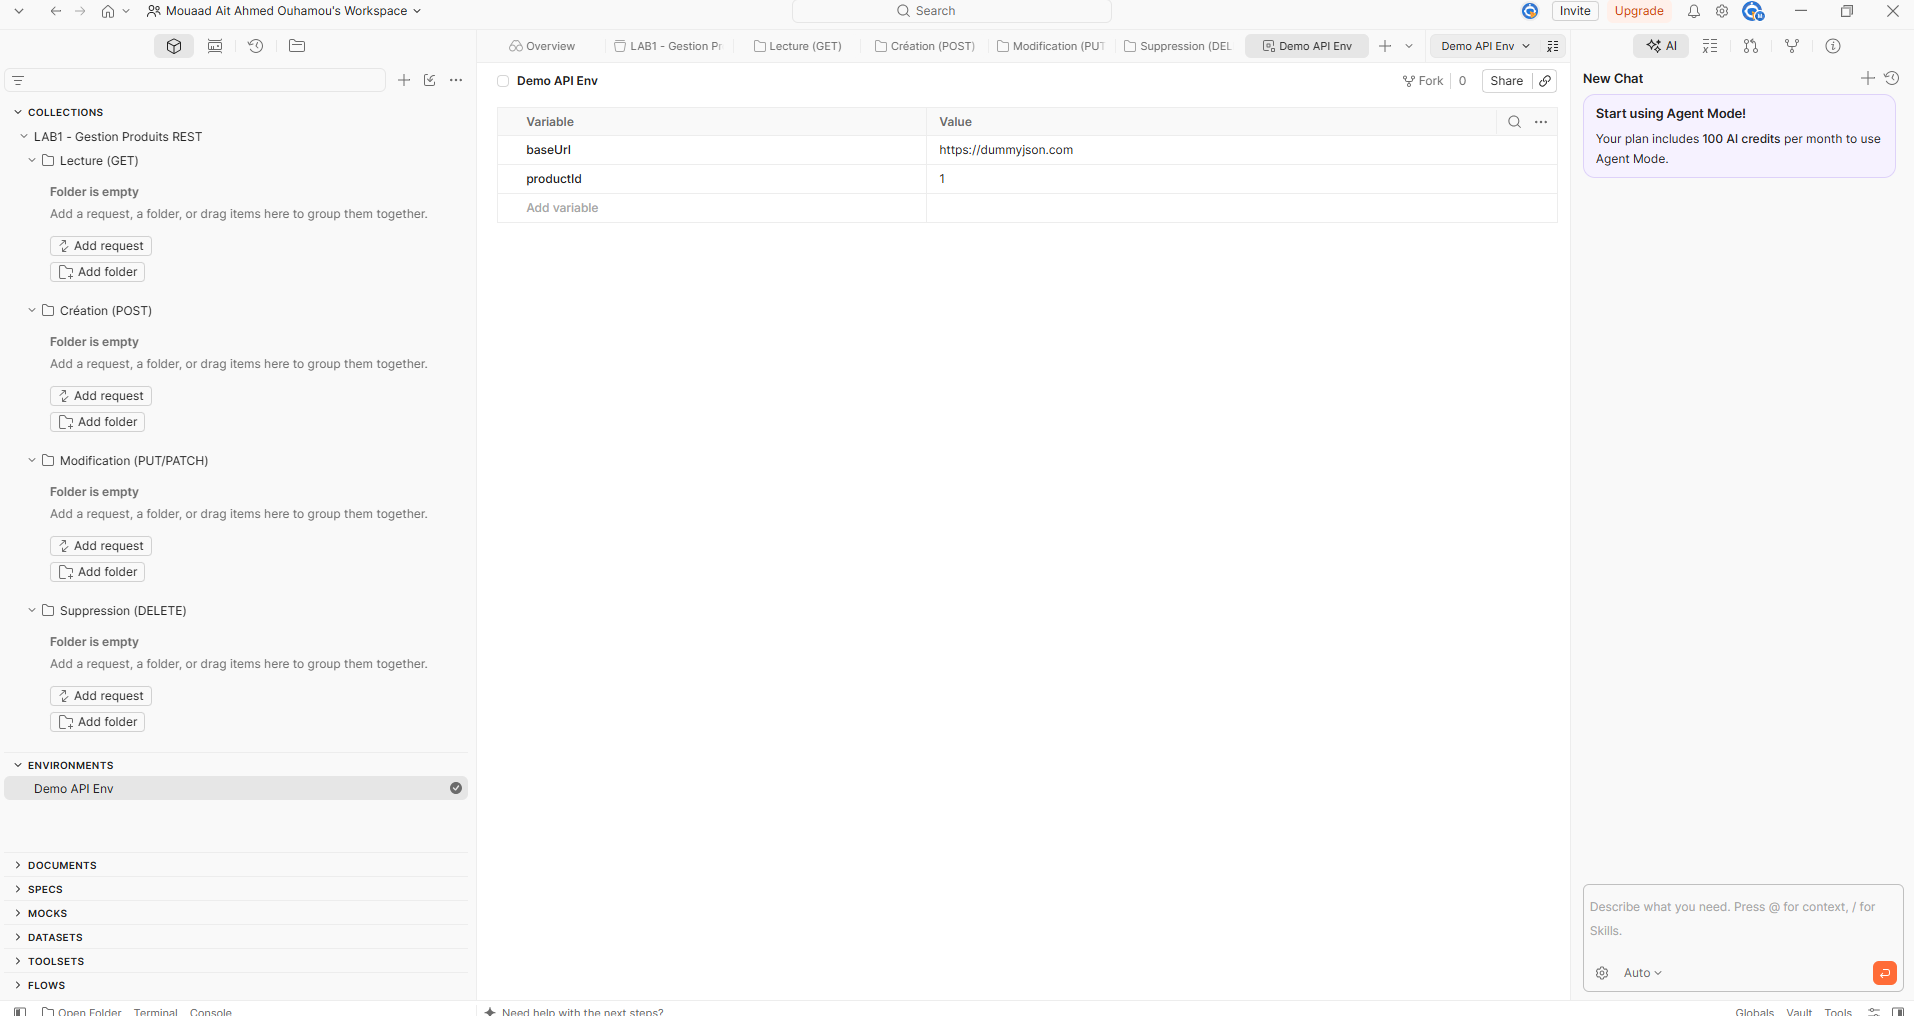 Mouaad Ait Ahmed Ouhamou's Workspace
Search
Invite
Upgrade
Overview
LAB1 - Gestion Pr
Lecture (GET)
Création (POST)
Modification (PUT
Suppression (DEL
Demo API Env
Demo API Env
AI
COLLECTIONS
LAB1 - Gestion Produits REST
Lecture (GET)
Folder is empty
Add a request, a folder, or drag items here to group them together.
Add request
Add folder
Création (POST)
Folder is empty
Add a request, a folder, or drag items here to group them together.
Add request
Add folder
Modification (PUT/PATCH)
Folder is empty
Add a request, a folder, or drag items here to group them together.
Add request
Add folder
Suppression (DELETE)
Folder is empty
Add a request, a folder, or drag items here to group them together.
Add request
Add folder
ENVIRONMENTS
Demo API Env
DOCUMENTS
SPECS
MOCKS
DATASETS
TOOLSETS
FLOWS
Demo API Env
Fork
0
Share
Variable
Value
baseUrl
https://dummyjson.com
productId
1
Add variable
New Chat
Start using Agent Mode!
Your plan includes 100 AI credits per month to use
Agent Mode.
Describe what you need. Press @ for context, / for
Skills.
Auto
Open Folder
Terminal
Console
Need help with the next steps?
Globals
Vault
Tools